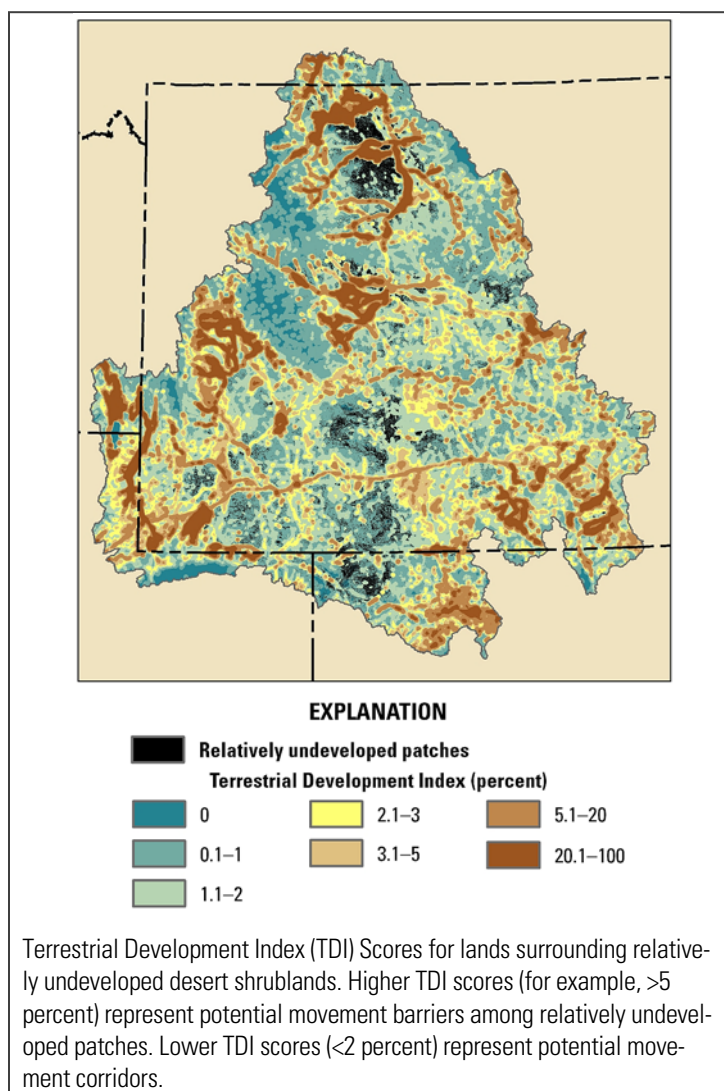 EXPLANATION
Relatively undeveloped patches
Terrestrial Development Index (percent)
0 2.1–3 5.1–20
0.1–1 3.1–5 20.1–100
1.1–2
Terrestrial Development Index (TDI) Scores for lands surrounding relative-
ly undeveloped desert shrublands. Higher TDI scores (for example, >5
percent) represent potential movement barriers among relatively undevel-
oped patches. Lower TDI scores (<2 percent) represent potential move-
ment corridors.